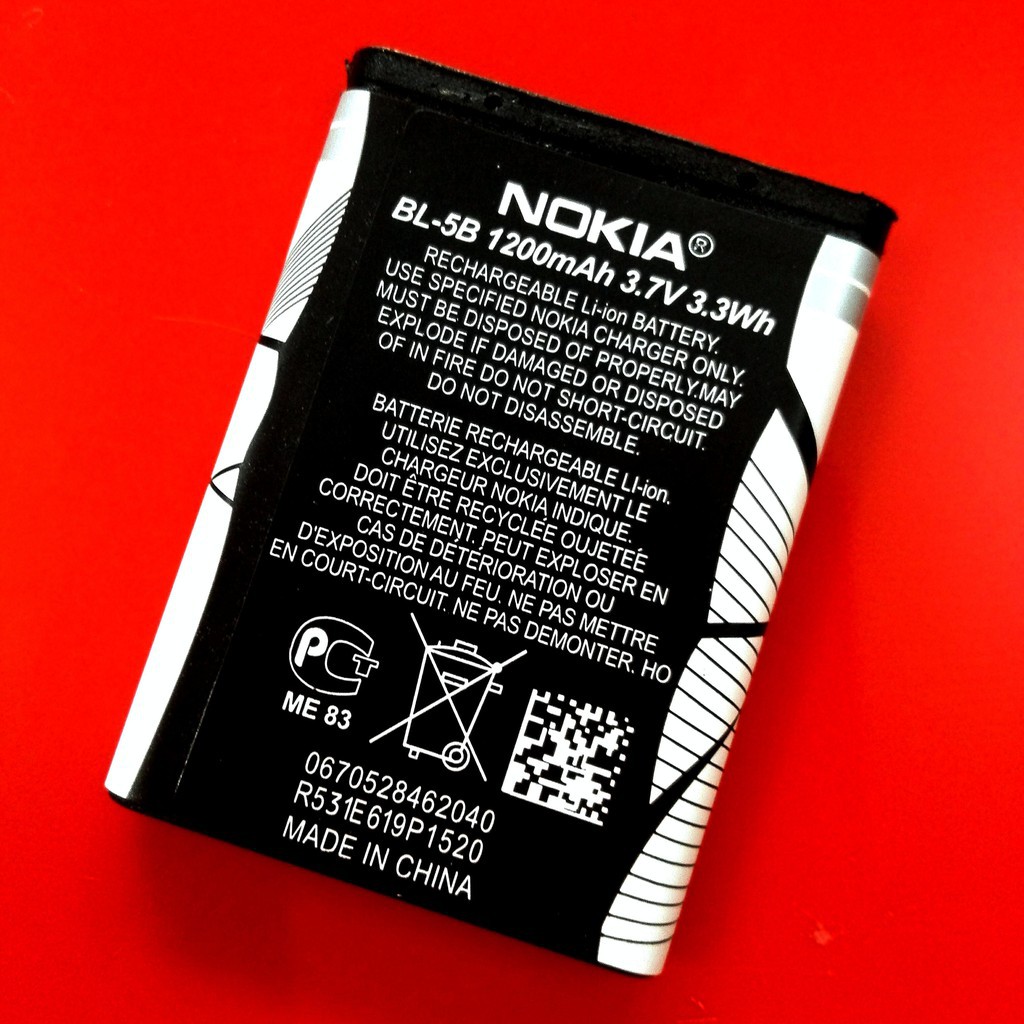 NOKIA®
BL-5B 1200mAh 3.7V 3.3Wh
RECHARGEABLE Li-ion BATTERY.
USE SPECIFIED NOKIA CHARGER ONLY.
MUST BE DISPOSED OF PROPERLY.MAY
EXPLODE IF DAMAGED OR DISPOSED
OF IN FIRE DO NOT SHORT-CIRCUIT.
DO NOT DISASSEMBLE.
BATTERIE RECHARGEABLE LI-ion.
UTILISEZ EXCLUSIVEMENT LE
CHARGEUR NOKIA INDIQUE.
DOIT ÊTRE RECYCLÉE OUJETEÉ
CORRECTEMENT. PEUT EXPLOSER EN
CAS DE DETÉRIORATION OU
D'EXPOSITION AU FEU. NE PAS METTRE
EN COURT-CIRCUIT. NE PAS DEMONTER. HO
РСТ
ME 83
0670528462040
R531E619P1520
MADE IN CHINA